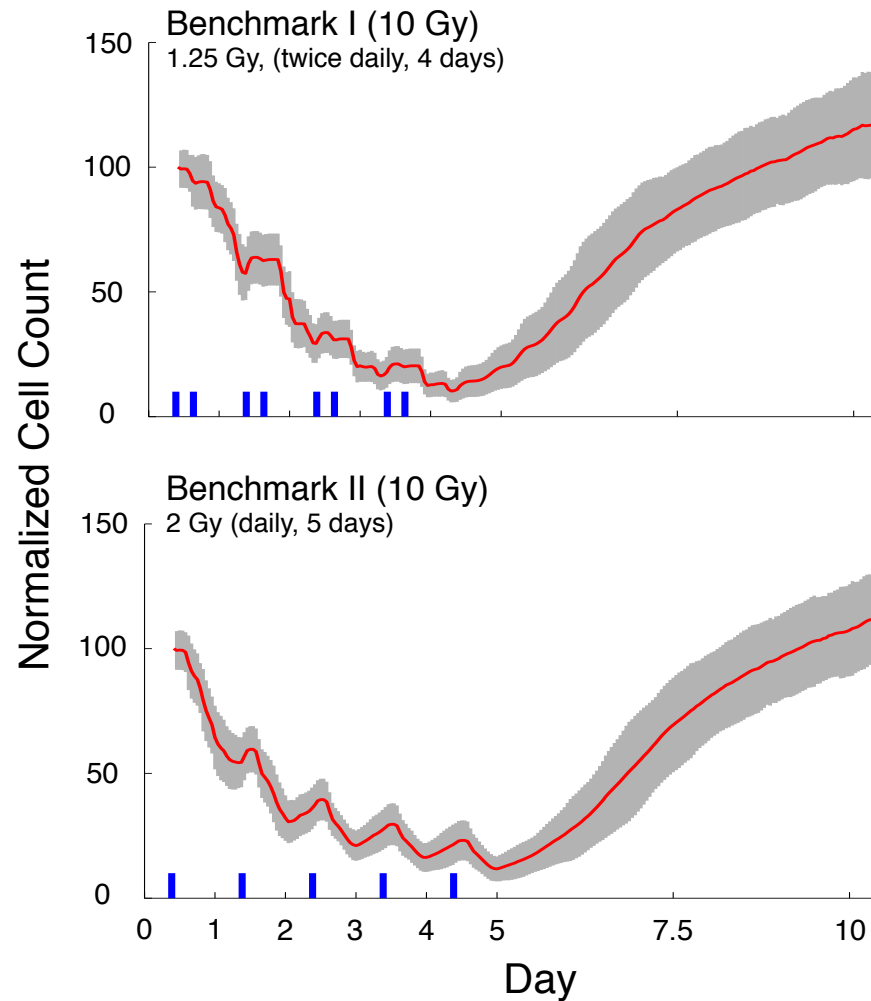 Benchmark I (10 Gy)
1.25 Gy, (twice daily, 4 days)
150
100
50
0
Normalized Cell Count
Benchmark II (10 Gy)
2 Gy (daily, 5 days)
150
100
50
0
0 1 2 3 4 5 7.5 10
Day